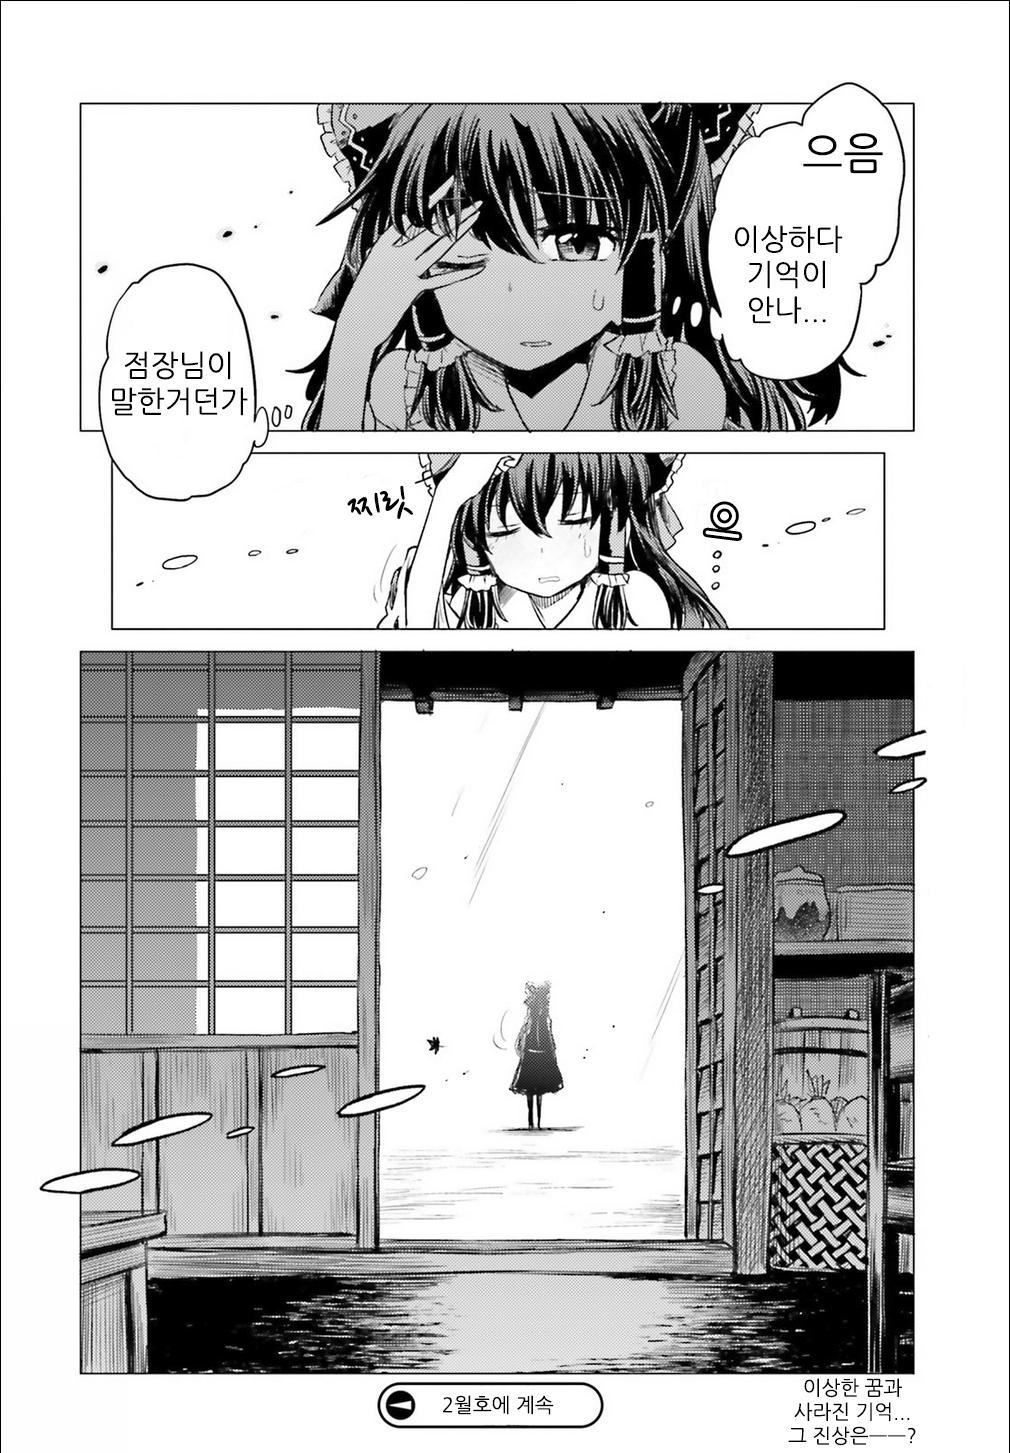 으음
이상하다
기억이
안나...
점장님이
말한거던가
으
찌릿
2월호에 계속
이상한 꿈과
사라진 기억...
그 진상은――?